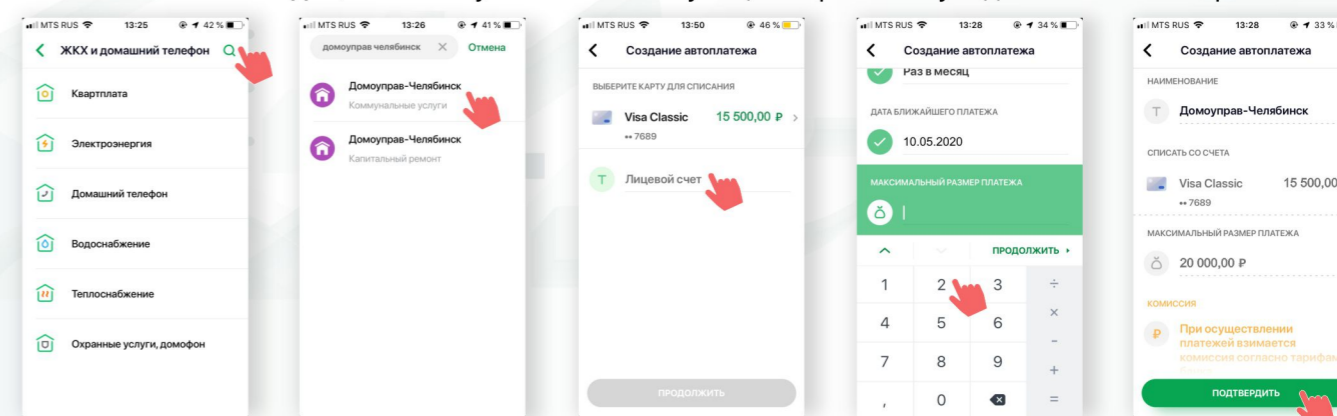 MTS RUS 13:25 42 %
ЖКХ и домашний телефон
Квартплата
Электроэнергия
Домашний телефон
Водоснабжение
Теплоснабжение
Охранные услуги, домофон
MTS RUS 13:26 41 %
домоуправ челябинск Отмена
Домоуправ-Челябинск
Коммунальные услуги
Домоуправ-Челябинск
Капитальный ремонт
MTS RUS 13:50 46 %
Создание автоплатежа
ВЫБЕРИТЕ КАРТУ ДЛЯ СПИСАНИЯ
Visa Classic 15 500,00 ₽
•• 7689
Т Лицевой счет
ПРОДОЛЖИТЬ
MTS RUS 13:28 34 %
Создание автоплатежа
Раз в месяц
ДАТА БЛИЖАЙШЕГО ПЛАТЕЖА
10.05.2020
МАКСИМАЛЬНЫЙ РАЗМЕР ПЛАТЕЖА
ПРОДОЛЖИТЬ
1 2 3 ÷
4 5 6 ×
−
7 8 9 +
, 0 =
MTS RUS 13:28 33 %
Создание автоплатежа
НАИМЕНОВАНИЕ
Т Домоуправ-Челябинск
СПИСАТЬ СО СЧЕТА
Visa Classic 15 500,00
•• 7689
МАКСИМАЛЬНЫЙ РАЗМЕР ПЛАТЕЖА
20 000,00 ₽
КОМИССИЯ
₽ При осуществлении
платежей взимается
комиссия согласно тарифам
ПОДТВЕРДИТЬ